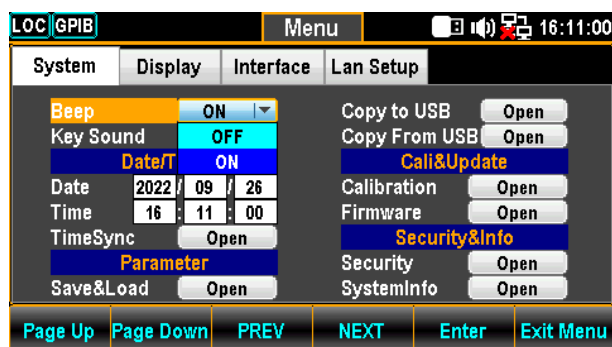 LOC GPIB Menu 16:11:00
System Display Interface Lan Setup
Beep ON
Key Sound OFF
Date/T ON
Date 2022 / 09 / 26
Time 16 : 11 : 00
TimeSync Open
Parameter
Save&Load Open
Copy to USB Open
Copy From USB Open
Cali&Update
Calibration Open
Firmware Open
Security&Info
Security Open
SystemInfo Open
Page Up Page Down PREV NEXT Enter Exit Menu